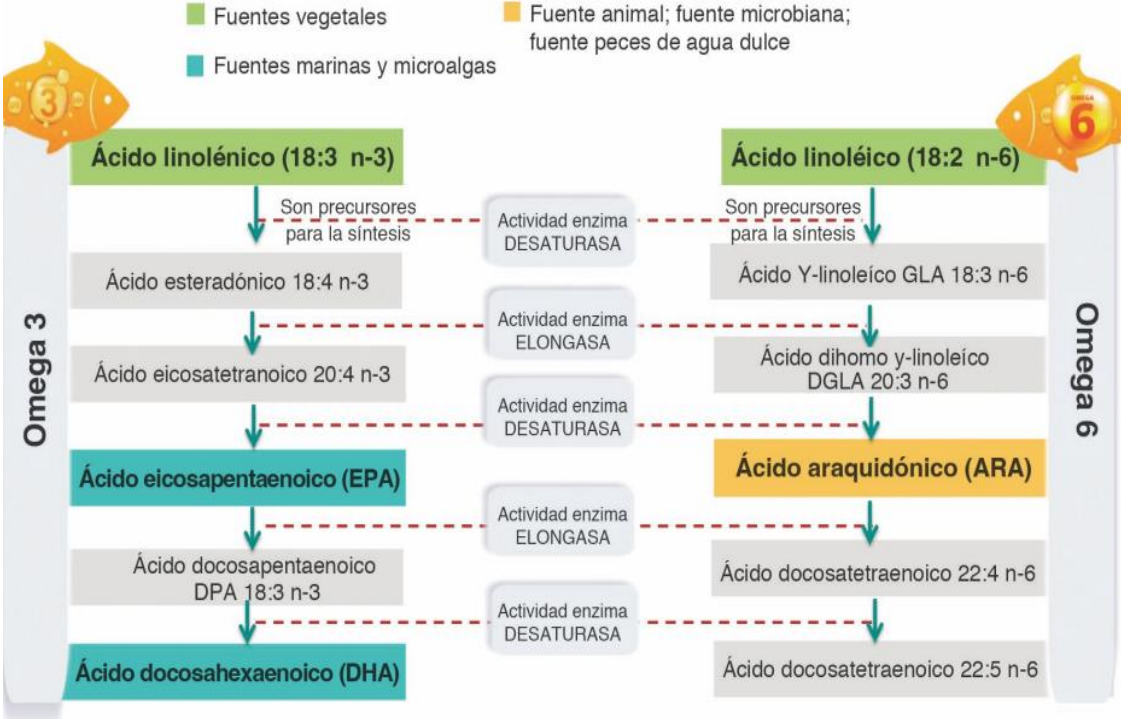 Fuentes vegetales
Fuente animal; fuente microbiana;
fuente peces de agua dulce
Fuentes marinas y microalgas
3
OMEGA
6
Omega 3
Omega 6
Ácido linolénico (18:3 n-3)
Ácido linoléico (18:2 n-6)
Son precursores
para la síntesis
Actividad enzima
DESATURASA
Son precursores
para la síntesis
Ácido esteradónico 18:4 n-3
Ácido Y-linoleíco GLA 18:3 n-6
Actividad enzima
ELONGASA
Ácido eicosatetranoico 20:4 n-3
Ácido dihomo y-linoleíco
DGLA 20:3 n-6
Actividad enzima
DESATURASA
Ácido eicosapentaenoico (EPA)
Ácido araquidónico (ARA)
Actividad enzima
ELONGASA
Ácido docosapentaenoico
DPA 18:3 n-3
Ácido docosatetraenoico 22:4 n-6
Actividad enzima
DESATURASA
Ácido docosahexaenoico (DHA)
Ácido docosatetraenoico 22:5 n-6